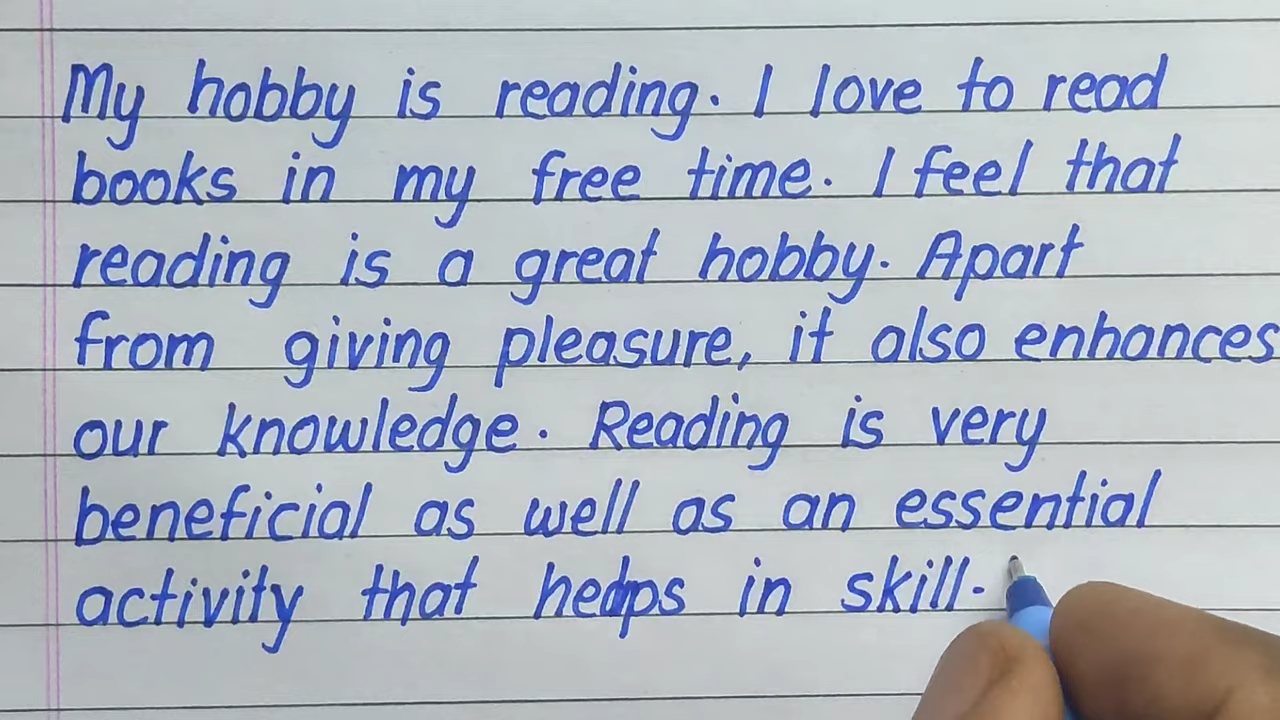 My hobby is reading. I love to read
books in my free time. I feel that
reading is a great hobby. Apart
from giving pleasure, it also enhances
our knowledge. Reading is very
beneficial as well as an essential
activity that helps in skill.